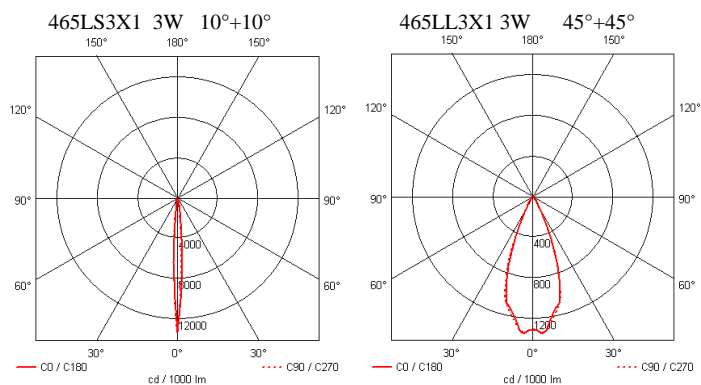 465LS3X1 3W 10°+10°
150° 180° 150°
120° 120°
90° 90°
4000
60° 8000 60°
12000
30° 0° 30°
C0 / C180 C90 / C270
cd / 1000 lm
465LL3X1 3W 45°+45°
150° 180° 150°
120° 120°
90° 90°
400
60° 800 60°
1200
30° 0° 30°
C0 / C180 C90 / C270
cd / 1000 lm